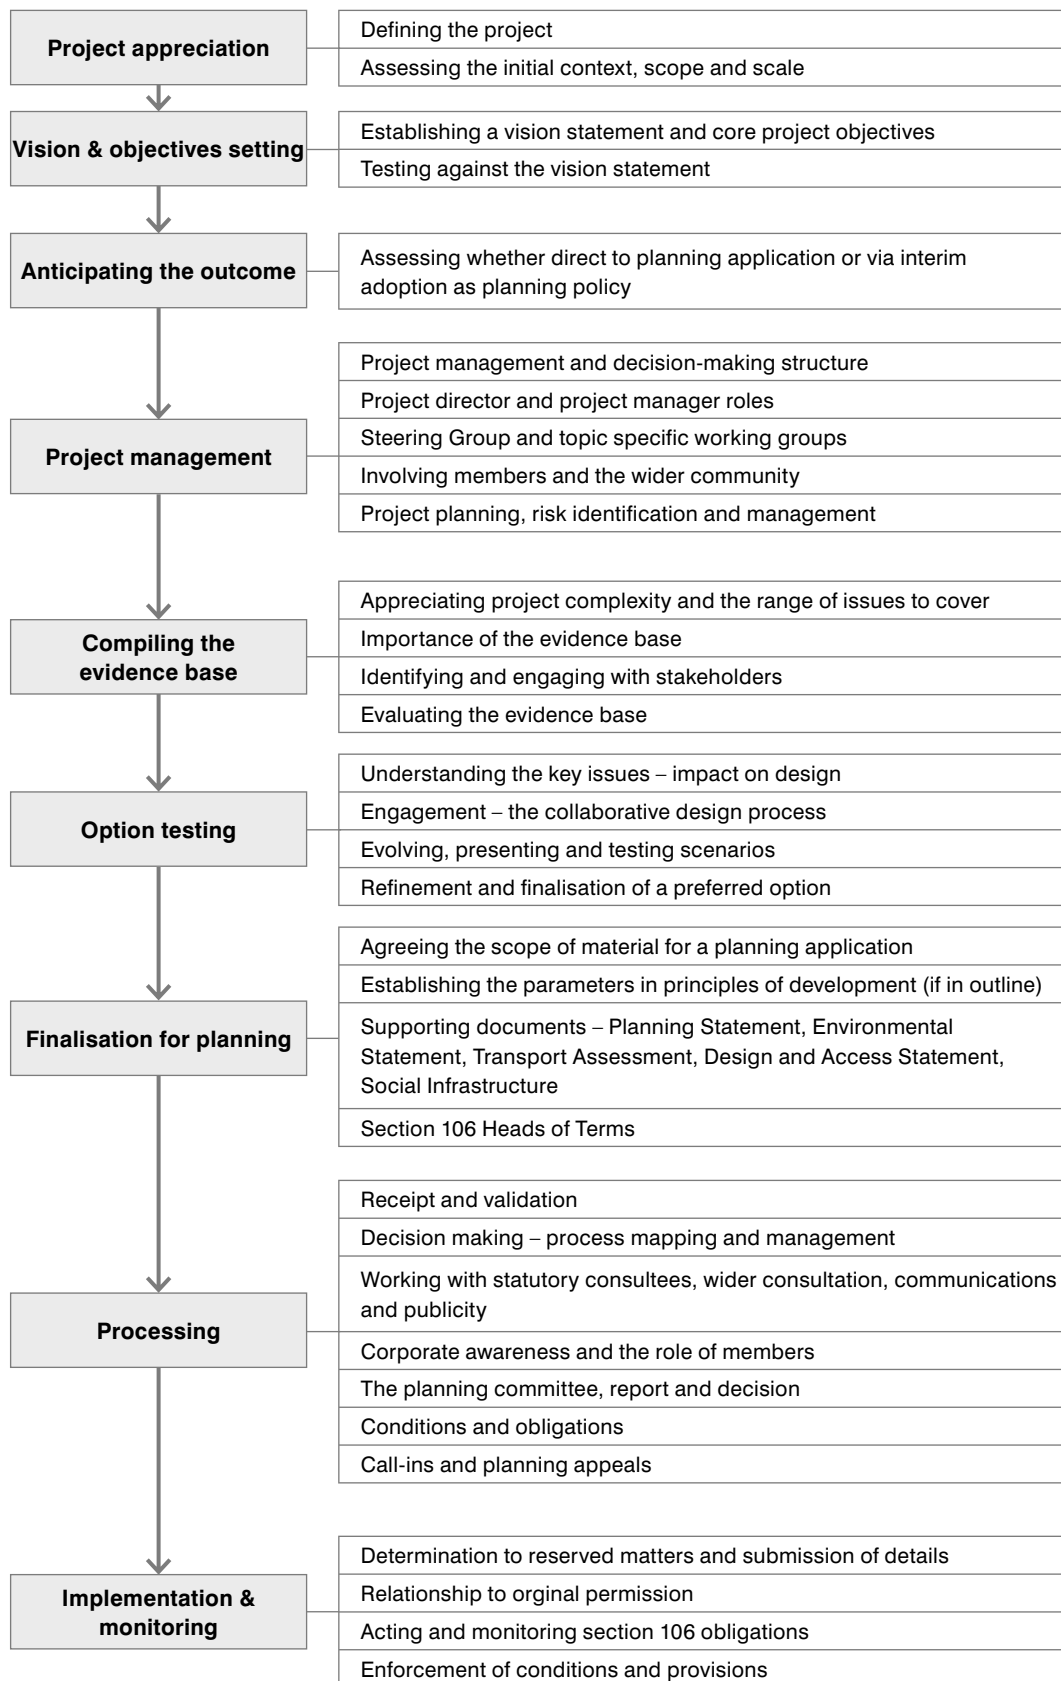 Project appreciation
Defining the project
Assessing the initial context, scope and scale
Vision & objectives setting
Establishing a vision statement and core project objectives
Testing against the vision statement
Anticipating the outcome
Assessing whether direct to planning application or via interim
adoption as planning policy
Project management
Project management and decision-making structure
Project director and project manager roles
Steering Group and topic specific working groups
Involving members and the wider community
Project planning, risk identification and management
Compiling the
evidence base
Appreciating project complexity and the range of issues to cover
Importance of the evidence base
Identifying and engaging with stakeholders
Evaluating the evidence base
Option testing
Understanding the key issues – impact on design
Engagement – the collaborative design process
Evolving, presenting and testing scenarios
Refinement and finalisation of a preferred option
Finalisation for planning
Agreeing the scope of material for a planning application
Establishing the parameters in principles of development (if in outline)
Supporting documents – Planning Statement, Environmental
Statement, Transport Assessment, Design and Access Statement,
Social Infrastructure
Section 106 Heads of Terms
Processing
Receipt and validation
Decision making – process mapping and management
Working with statutory consultees, wider consultation, communications
and publicity
Corporate awareness and the role of members
The planning committee, report and decision
Conditions and obligations
Call-ins and planning appeals
Implementation &
monitoring
Determination to reserved matters and submission of details
Relationship to orginal permission
Acting and monitoring section 106 obligations
Enforcement of conditions and provisions